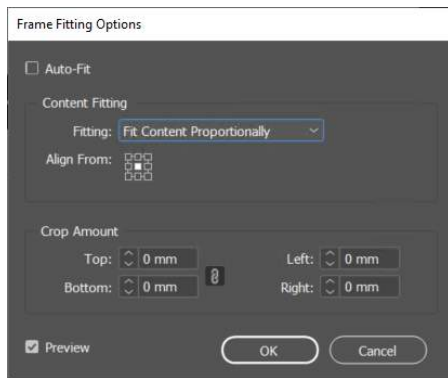 Frame Fitting Options
Auto-Fit
Content Fitting
Fitting: Fit Content Proportionally
Align From:
Crop Amount
Top: 0 mm Left: 0 mm
Bottom: 0 mm Right: 0 mm
Preview OK Cancel